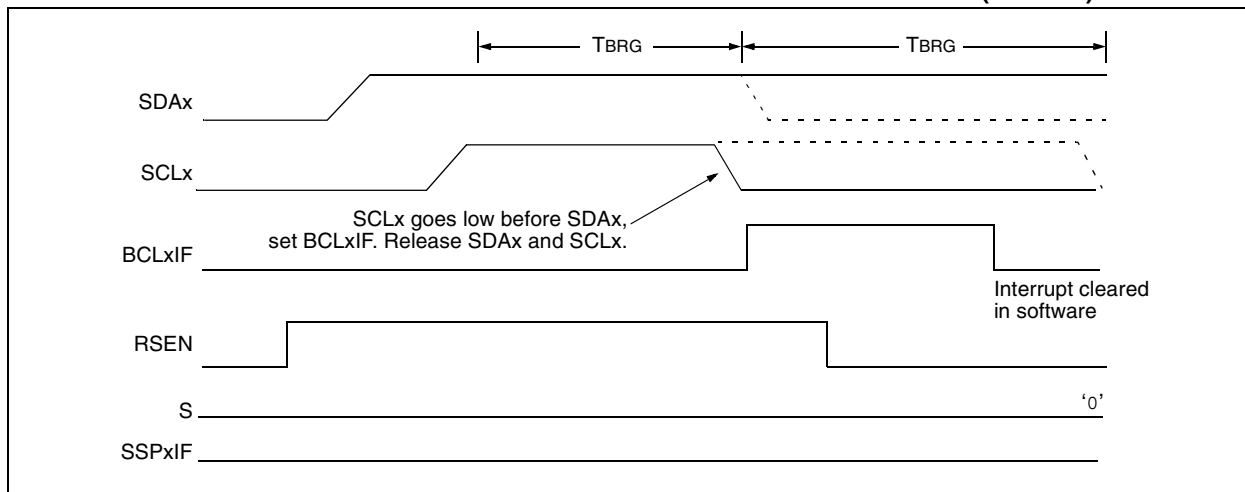 TBRG TBRG
SDAx
SCLx
SCLx goes low before SDAx,
set BCLxIF. Release SDAx and SCLx.
BCLxIF
Interrupt cleared
in software
RSEN
S
‘0’
SSPxIF